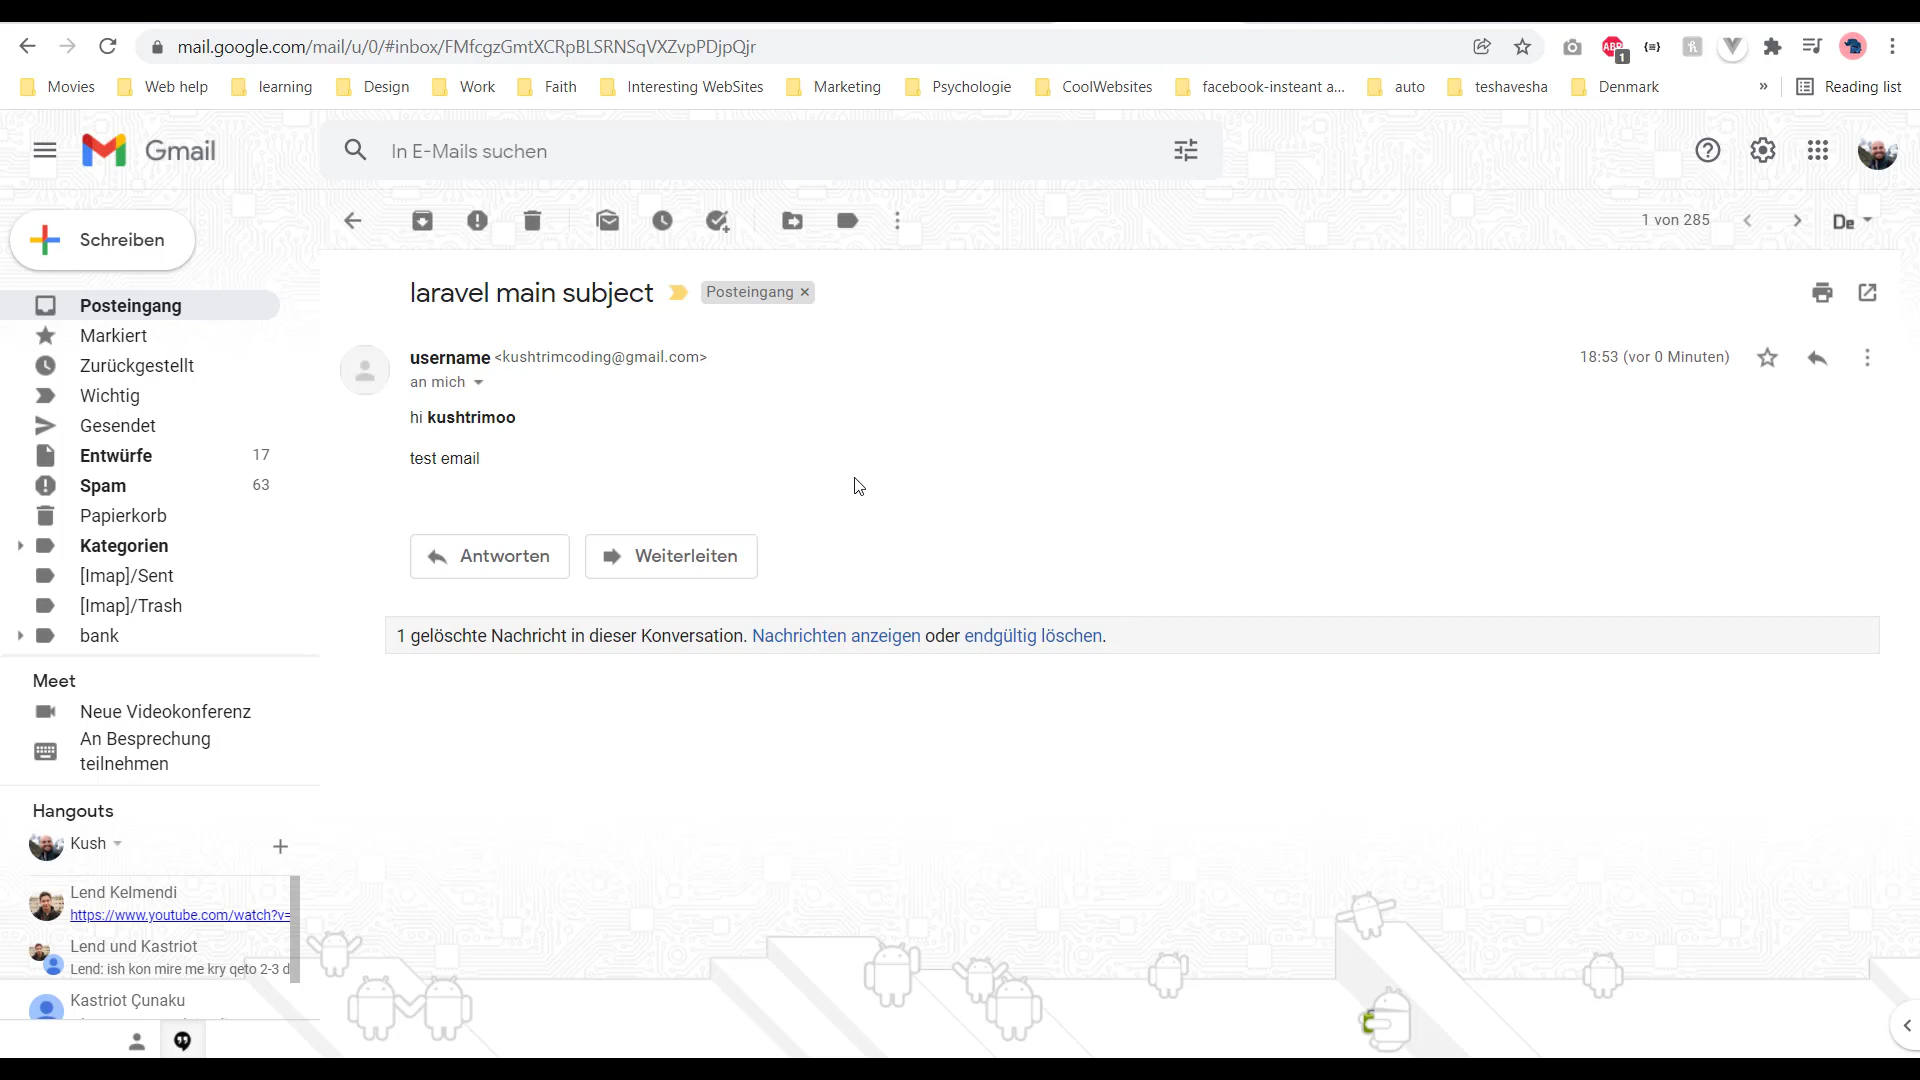 mail.google.com/mail/u/0/#inbox/FMfcgzGmtXCRpBLSRNSqVXZvpPDjpQjr
ABP 1
Movies Web help learning Design Work Faith Interesting WebSites Marketing Psychologie CoolWebsites facebook-insteant a... auto teshavesha Denmark » Reading list
Gmail
In E-Mails suchen
Schreiben
1 von 285
De
Posteingang
Markiert
Zurückgestellt
Wichtig
Gesendet
Entwürfe 17
Spam 63
Papierkorb
Kategorien
[Imap]/Sent
[Imap]/Trash
bank
laravel main subject Posteingang ×
username <kushtrimcoding@gmail.com> 18:53 (vor 0 Minuten)
an mich
hi kushtrimoo
test email
Antworten Weiterleiten
1 gelöschte Nachricht in dieser Konversation. Nachrichten anzeigen oder endgültig löschen.
Meet
Neue Videokonferenz
An Besprechung
teilnehmen
Hangouts
Kush
Lend Kelmendi
https://www.youtube.com/watch?v=
Lend und Kastriot
Lend: ish kon mire me kry qeto 2-3 d
Kastriot Çunaku